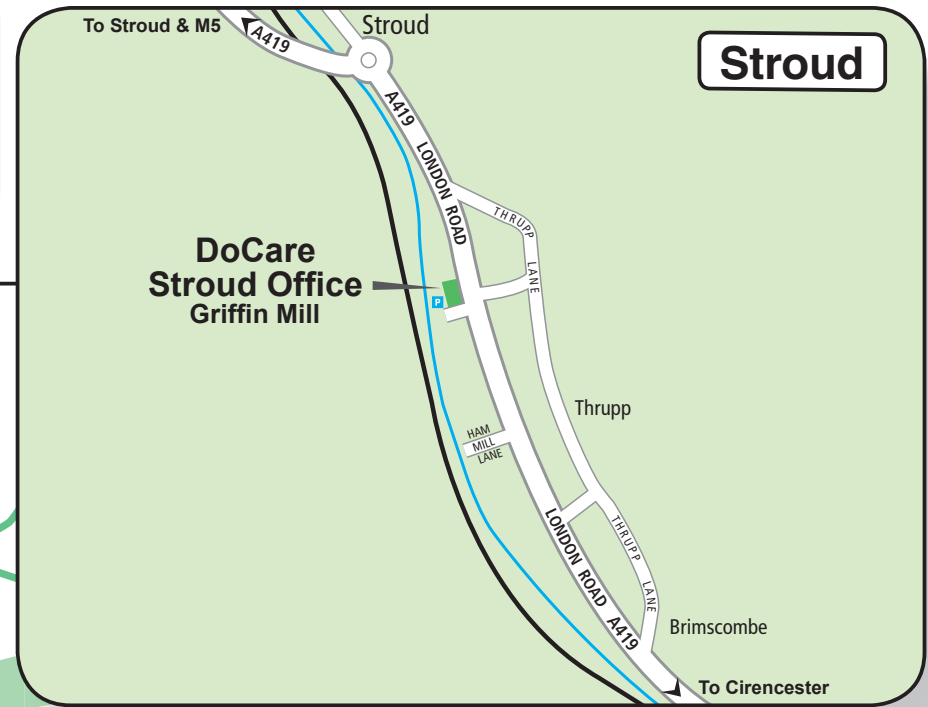 To Stroud & M5
A419
Stroud
Stroud
A419
LONDON ROAD
THRUPP
LANE
DoCare
Stroud Office
Griffin Mill
P
Thrupp
HAM
MILL
LANE
LONDON ROAD
A419
THRUPP
LANE
Brimscombe
To Cirencester